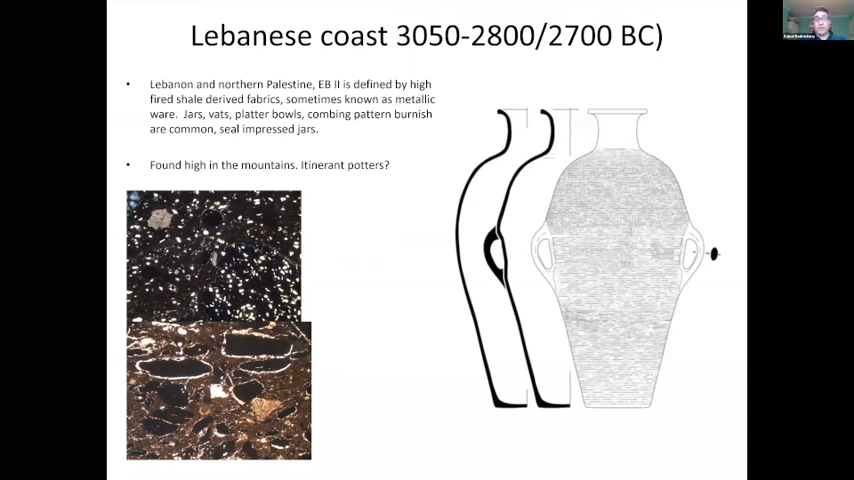 Lebanese coast 3050-2800/2700 BC)
• Lebanon and northern Palestine, EB II is defined by high
fired shale derived fabrics, sometimes known as metallic
ware. Jars, vats, platter bowls, combing pattern burnish
are common, seal impressed jars.
• Found high in the mountains. Itinerant potters?